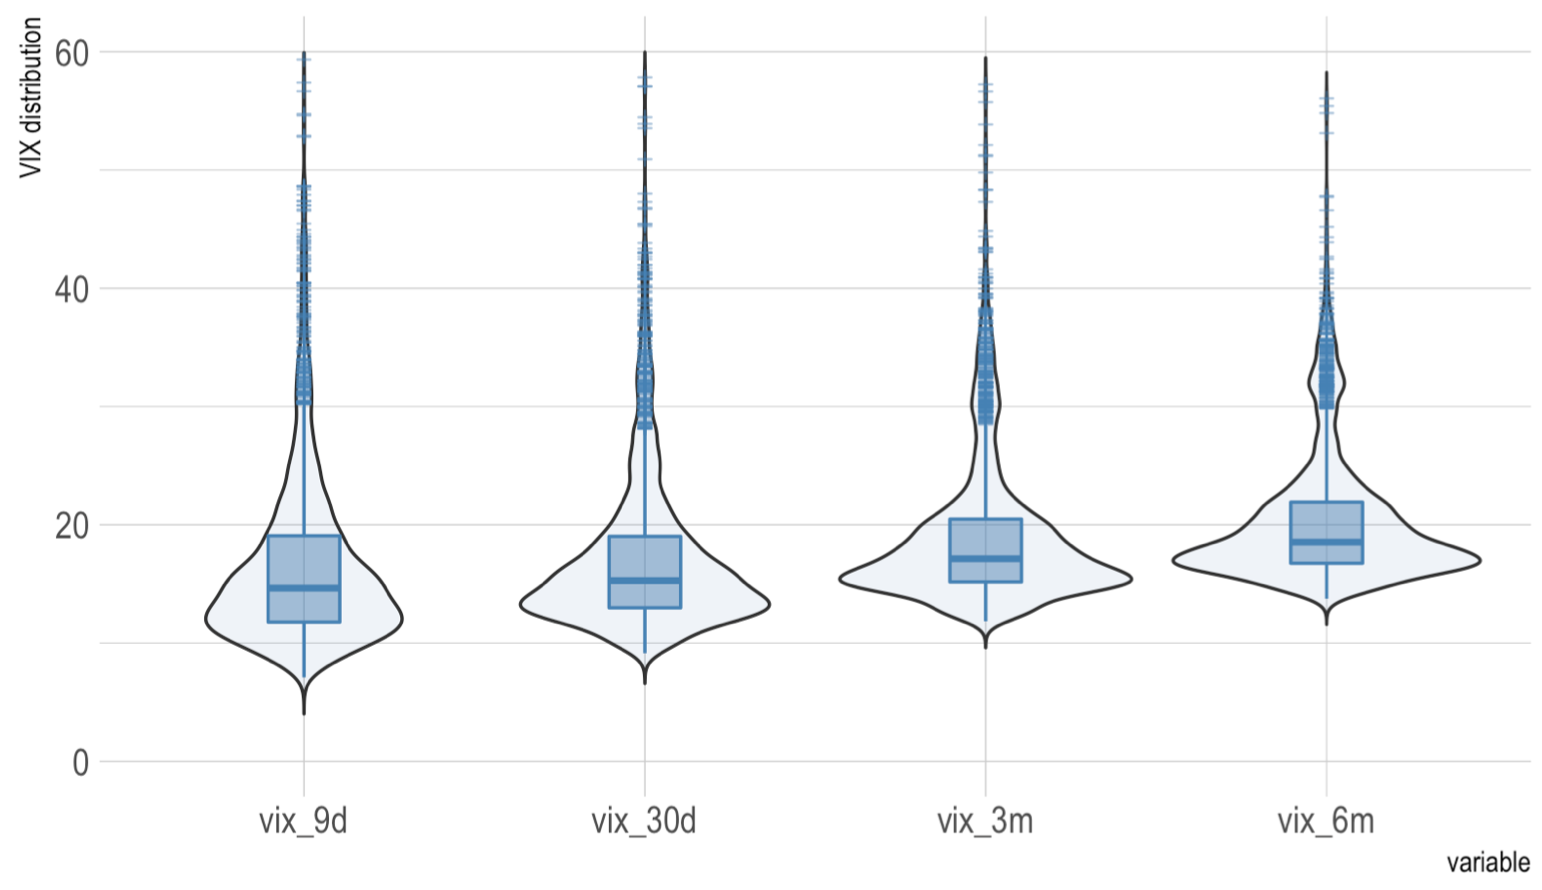 VIX distribution
60
40
20
0
vix_9d
vix_30d
vix_3m
vix_6m
variable